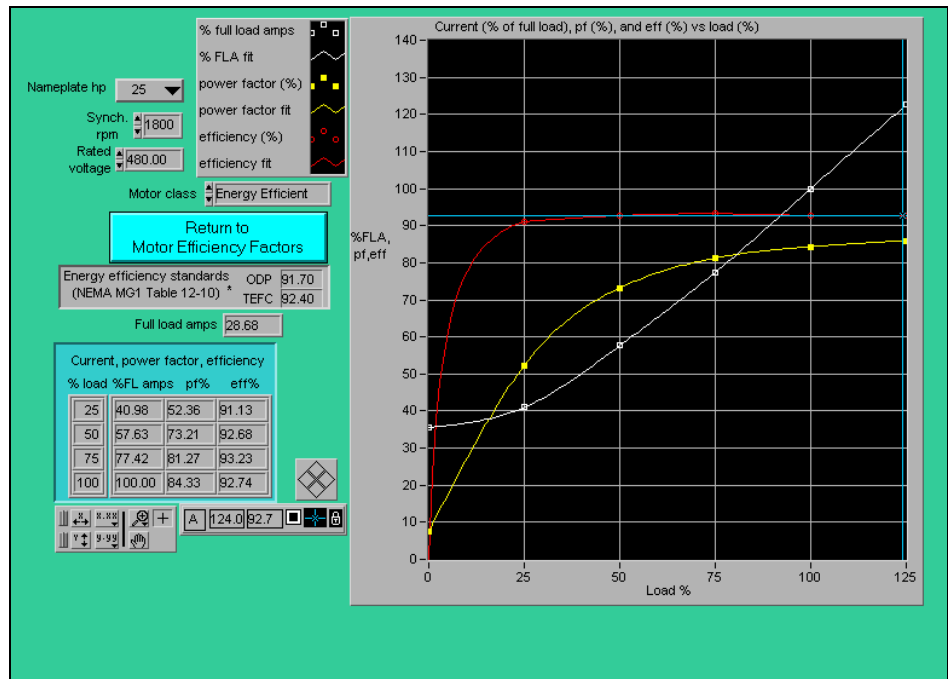 % full load amps
% FLA fit
power factor (%)
power factor fit
efficiency (%)
efficiency fit
Nameplate hp 25
Synch. rpm 1800
Rated voltage 480.00
Motor class Energy Efficient
Return to
Motor Efficiency Factors
Energy efficiency standards ODP 91.70
(NEMA MG1 Table 12-10) * TEFC 92.40
Full load amps 28.68
Current, power factor, efficiency
% load %FL amps pf% eff%
25 40.98 52.36 91.13
50 57.63 73.21 92.68
75 77.42 81.27 93.23
100 100.00 84.33 92.74
X x.xx
Y y.yy
A 124.0 92.7
Current (% of full load), pf (%), and eff (%) vs load (%)
%FLA,
pf,eff
140
130
120
110
100
90
80
70
60
50
40
30
20
10
0
0 25 50 75 100 125
Load %